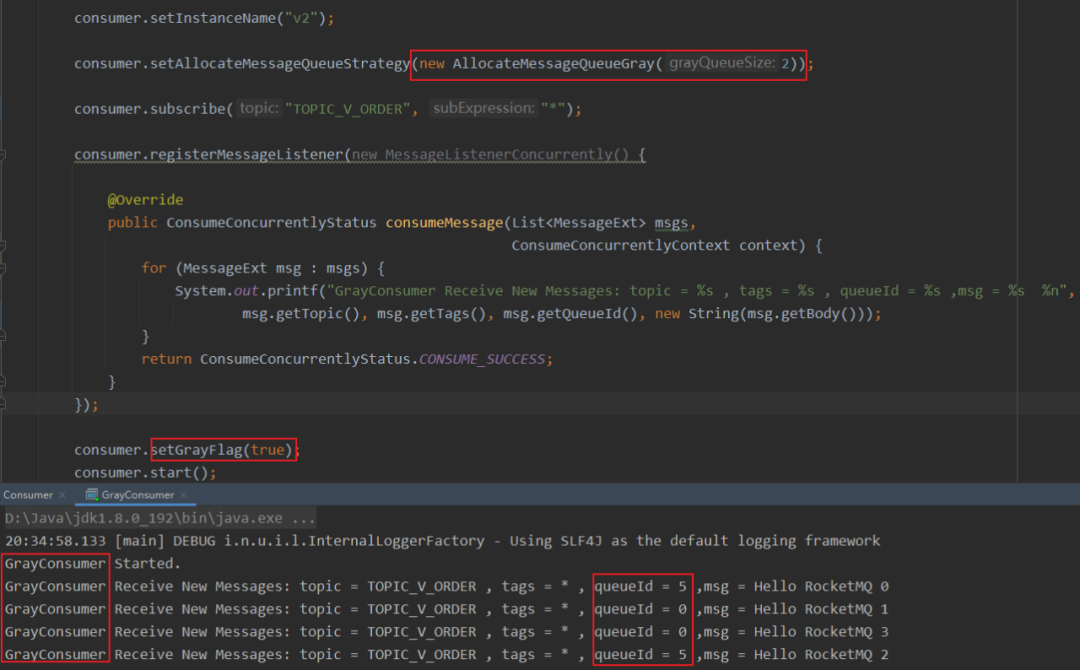 consumer.setInstanceName("v2");
consumer.setAllocateMessageQueueStrategy(new AllocateMessageQueueGray( grayQueueSize: 2));
consumer.subscribe( topic: "TOPIC_V_ORDER", subExpression: "*");
consumer.registerMessageListener(new MessageListenerConcurrently() {
@Override
public ConsumeConcurrentlyStatus consumeMessage(List<MessageExt> msgs,
ConsumeConcurrentlyContext context) {
for (MessageExt msg : msgs) {
System.out.printf("GrayConsumer Receive New Messages: topic = %s , tags = %s , queueId = %s ,msg = %s  %n",
msg.getTopic(), msg.getTags(), msg.getQueueId(), new String(msg.getBody()));
}
return ConsumeConcurrentlyStatus.CONSUME_SUCCESS;
}
});
consumer.setGrayFlag(true);
consumer.start();
Consumer × GrayConsumer ×
D:\Java\jdk1.8.0_192\bin\java.exe ...
20:34:58.133 [main] DEBUG i.n.u.i.l.InternalLoggerFactory - Using SLF4J as the default logging framework
GrayConsumer Started.
GrayConsumer Receive New Messages: topic = TOPIC_V_ORDER , tags = * , queueId = 5 ,msg = Hello RocketMQ 0
GrayConsumer Receive New Messages: topic = TOPIC_V_ORDER , tags = * , queueId = 0 ,msg = Hello RocketMQ 1
GrayConsumer Receive New Messages: topic = TOPIC_V_ORDER , tags = * , queueId = 0 ,msg = Hello RocketMQ 3
GrayConsumer Receive New Messages: topic = TOPIC_V_ORDER , tags = * , queueId = 5 ,msg = Hello RocketMQ 2